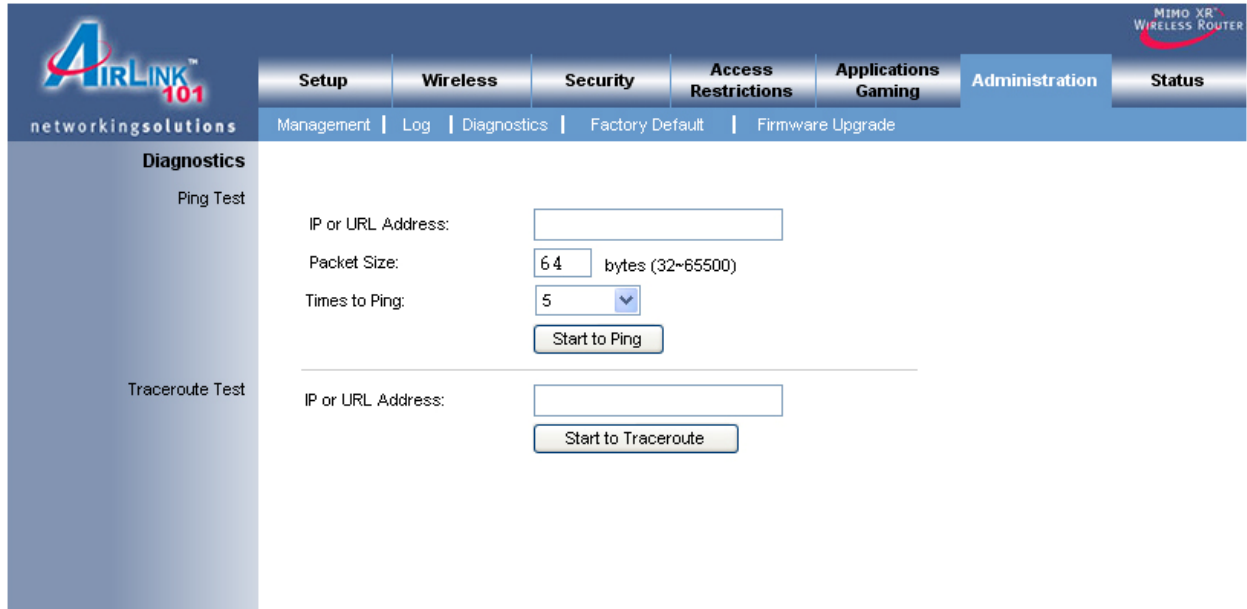 MIMO XR™
WIRELESS ROUTER
AIRLINK™
101
networkingsolutions
Setup
Wireless
Security
Access
Restrictions
Applications
Gaming
Administration
Status
Management | Log | Diagnostics | Factory Default | Firmware Upgrade
Diagnostics
Ping Test
IP or URL Address:
Packet Size: 64 bytes (32~65500)
Times to Ping: 5
Start to Ping
Traceroute Test
IP or URL Address:
Start to Traceroute